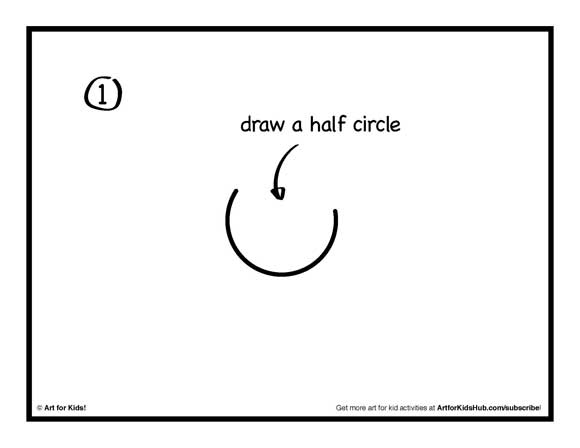 1
draw a half circle
© Art for Kids!
Get more art for kid activities at ArtforKidsHub.com/subscribe!